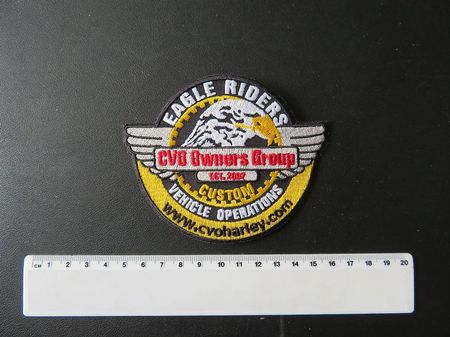 EAGLE RIDERS
CVO Owners Group
EST. 2007
CUSTOM
VEHICLE OPERATIONS
www.cvoharley.com
CM 1 2 3 4 5 6 7 8 9 10 11 12 13 14 15 16 17 18 19 20